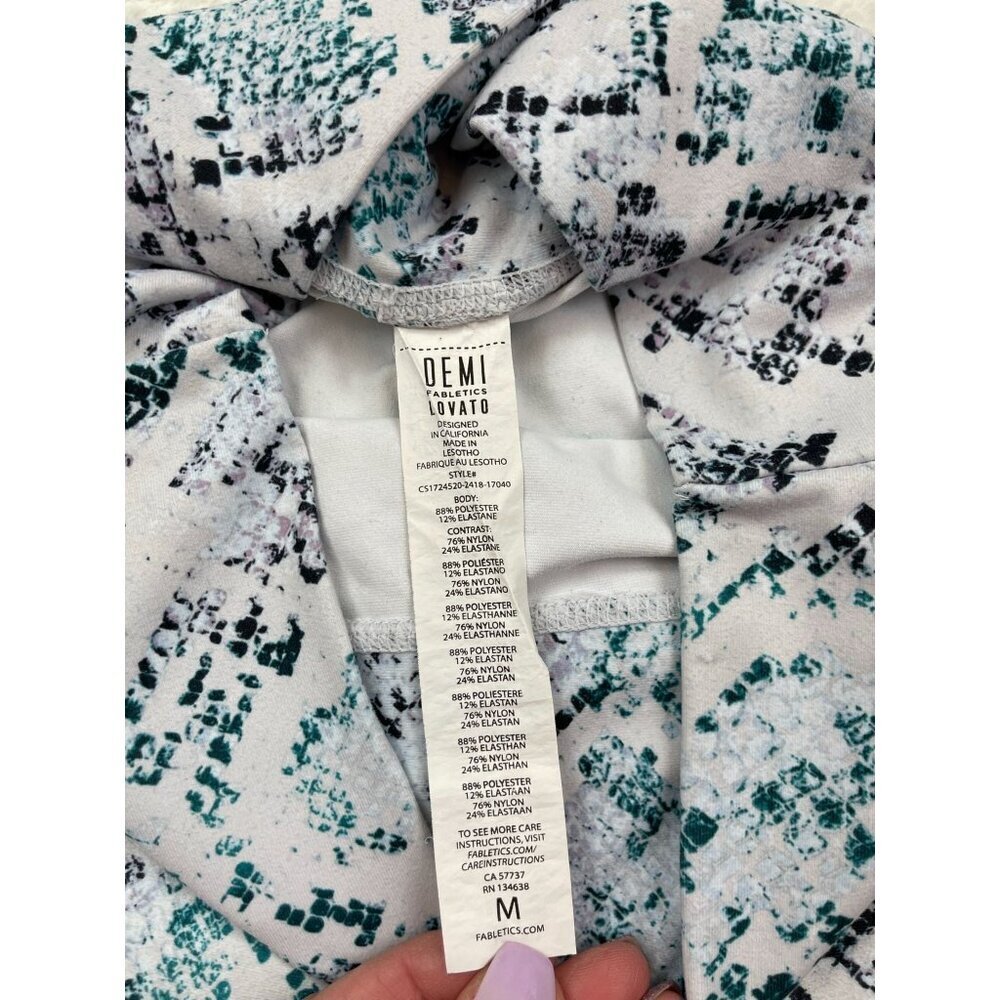 DEMI
FABLETICS
LOVATO
DESIGNED
IN CALIFORNIA
MADE IN
LESOTHO
FABRIQUE AU LESOTHO
STYLE#
CS1724520-2418-17040
BODY:
88% POLYESTER
12% ELASTANE
CONTRAST:
76% NYLON
24% ELASTANE
88% POLIÉSTER
12% ELASTANO
76% NYLON
24% ELASTANO
88% POLYESTER
12% ELASTHANNE
76% NYLON
24% ELASTHANNE
88% POLYESTER
12% ELASTAN
76% NYLON
24% ELASTAN
88% POLIESTERE
12% ELASTAN
76% NYLON
24% ELASTAN
88% POLYESTER
12% ELASTHAN
76% NYLON
24% ELASTHAN
88% POLYESTER
12% ELASTAAN
76% NYLON
24% ELASTAAN
TO SEE MORE CARE
INSTRUCTIONS, VISIT
FABLETICS.COM/
CAREINSTRUCTIONS
CA 57737
RN 134638
M
FABLETICS.COM